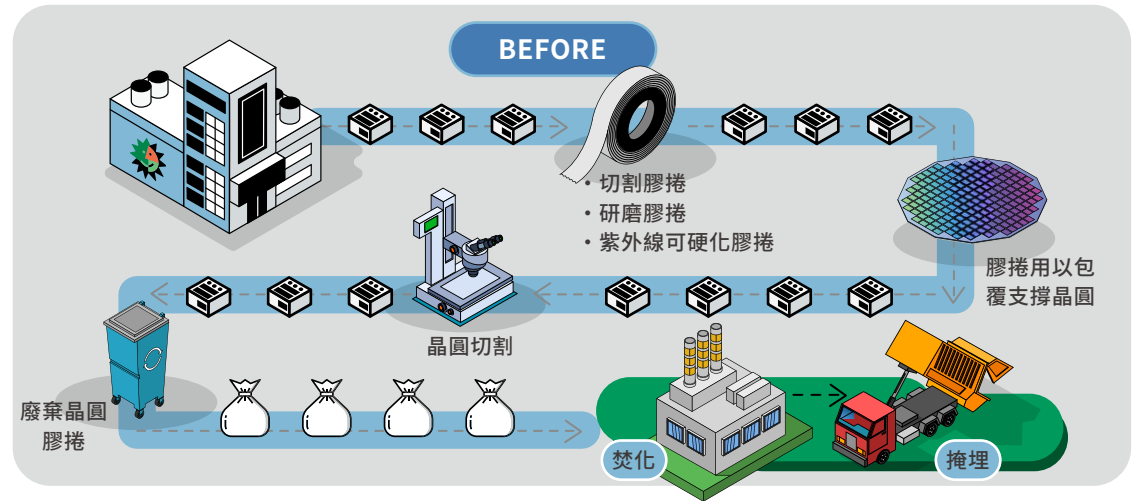 BEFORE
・切割膠捲
・研磨膠捲
・紫外線可硬化膠捲
膠捲用以包
覆支撐晶圓
晶圓切割
廢棄晶圓
膠捲
焚化
掩埋